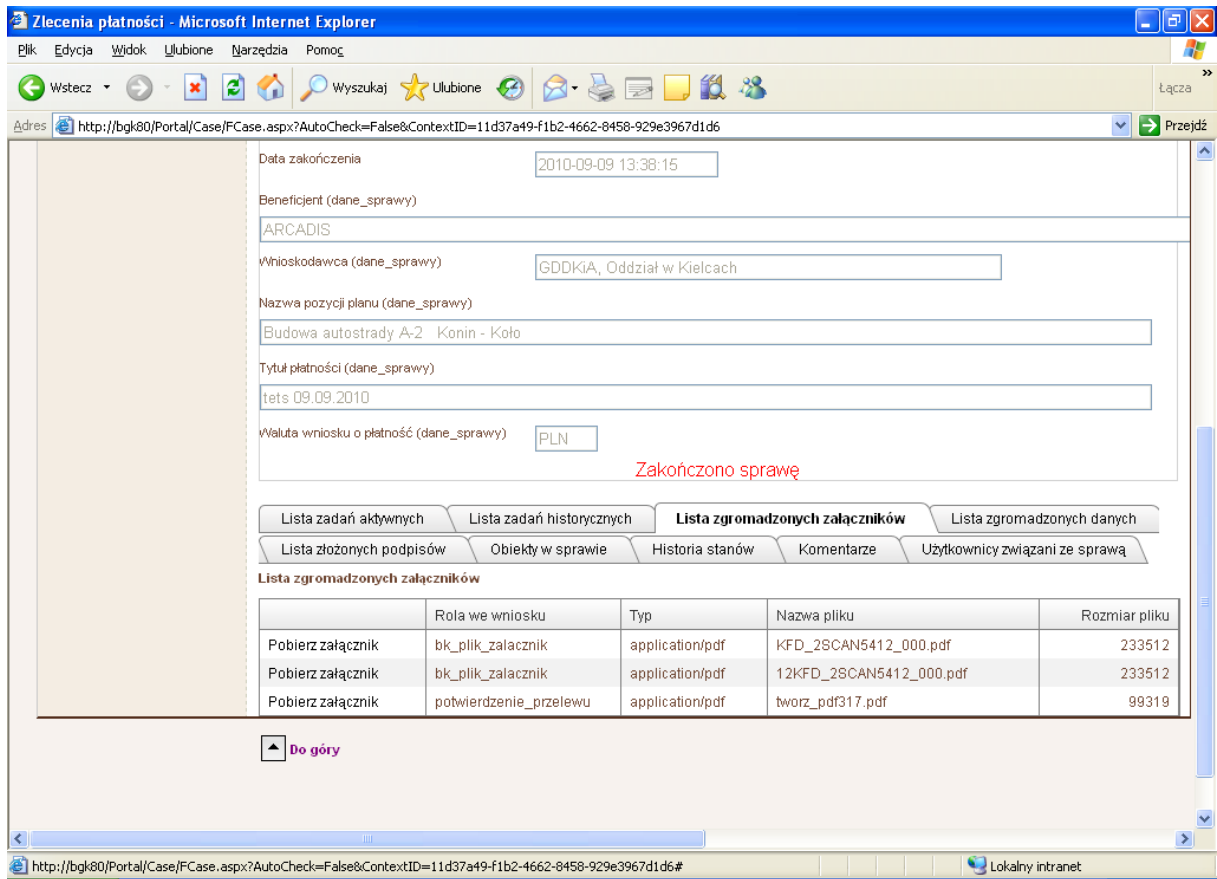 Zlecenia płatności - Microsoft Internet Explorer
Plik Edycja Widok Ulubione Narzędzia Pomoc
Wstecz Wyszukaj Ulubione Łącza
Adres http://bgk80/Portal/Case/FCase.aspx?AutoCheck=False&ContextID=11d37a49-f1b2-4662-8458-929e3967d1d6 Przejdź
Data zakończenia 2010-09-09 13:38:15
Beneficjent (dane_sprawy)
ARCADIS
Wnioskodawca (dane_sprawy) GDDKiA, Oddział w Kielcach
Nazwa pozycji planu (dane_sprawy)
Budowa autostrady A-2 Konin - Koło
Tytuł płatności (dane_sprawy)
tets 09.09.2010
Waluta wniosku o płatność (dane_sprawy) PLN
Zakończono sprawę
Lista zadań aktywnych Lista zadań historycznych Lista zgromadzonych załączników Lista zgromadzonych danych
Lista złożonych podpisów Obiekty w sprawie Historia stanów Komentarze Użytkownicy związani ze sprawą
Lista zgromadzonych załączników
Rola we wniosku Typ Nazwa pliku Rozmiar pliku
Pobierz załącznik bk_plik_zalacznik application/pdf KFD_2SCAN5412_000.pdf 233512
Pobierz załącznik bk_plik_zalacznik application/pdf 12KFD_2SCAN5412_000.pdf 233512
Pobierz załącznik potwierdzenie_przelewu application/pdf tworz_pdf317.pdf 99319
Do góry
http://bgk80/Portal/Case/FCase.aspx?AutoCheck=False&ContextID=11d37a49-f1b2-4662-8458-929e3967d1d6# Lokalny intranet